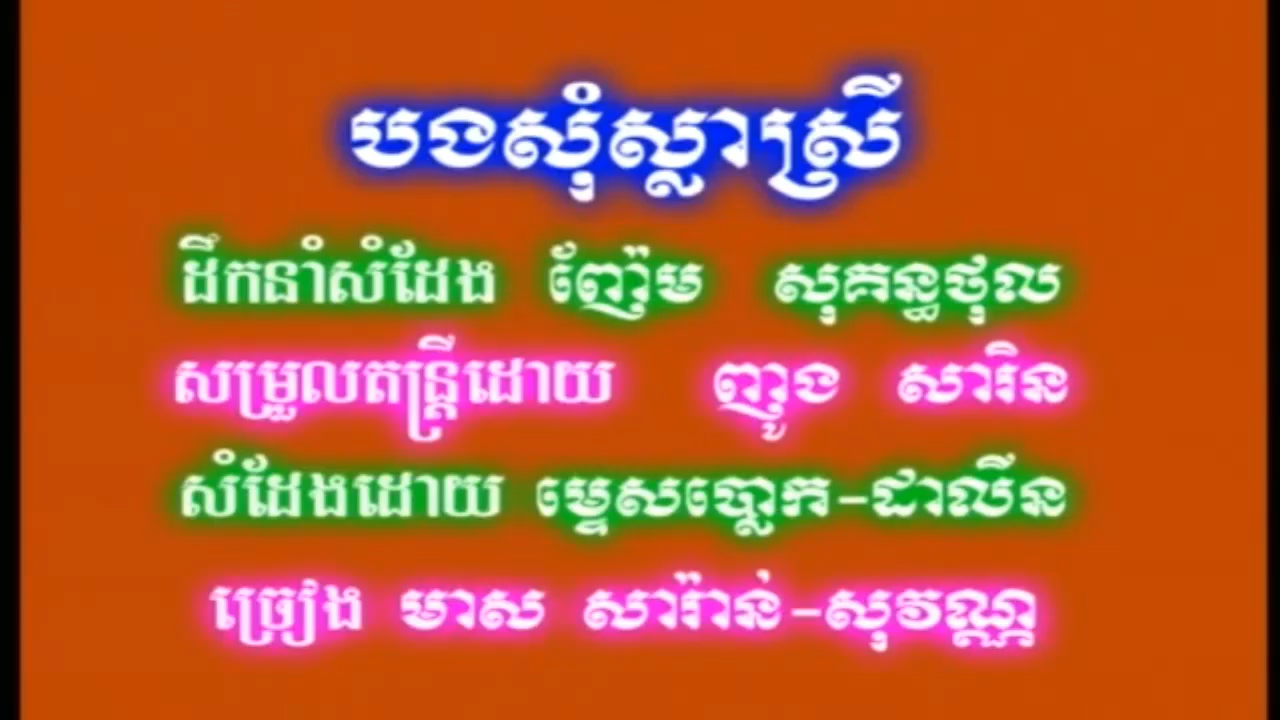 បងសុំស្លាស្រី
ដឹកនាំសំដែង ញ៉ែម សុគន្ធថុល
សម្រួលតន្ត្រីដោយ ញូង សារិន
សំដែងដោយ ម្ទេសប្លោក-ដាលីន
ច្រៀង មាស សារ៉ាន់-សុវណ្ណ